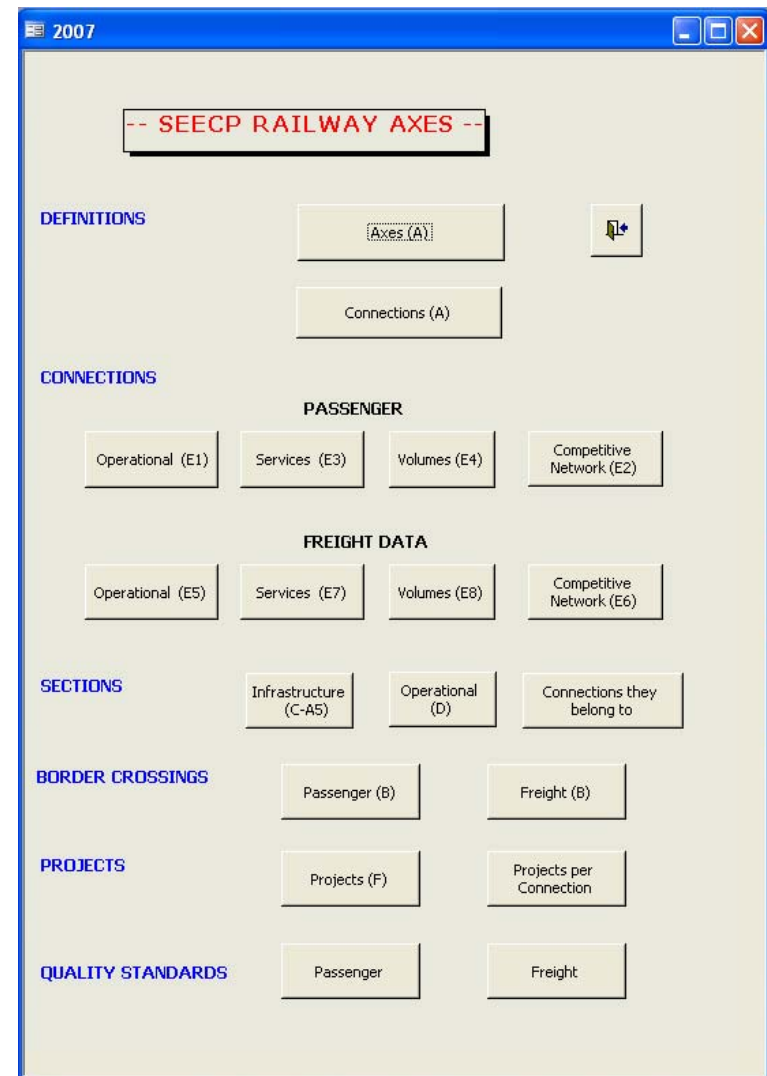 2007
-- SEECP RAILWAY AXES --
DEFINITIONS
Axes (A)
Connections (A)
CONNECTIONS
PASSENGER
Operational (E1)
Services (E3)
Volumes (E4)
Competitive
Network (E2)
FREIGHT DATA
Operational (E5)
Services (E7)
Volumes (E8)
Competitive
Network (E6)
SECTIONS
Infrastructure
(C-A5)
Operational
(D)
Connections they
belong to
BORDER CROSSINGS
Passenger (B)
Freight (B)
PROJECTS
Projects (F)
Projects per
Connection
QUALITY STANDARDS
Passenger
Freight